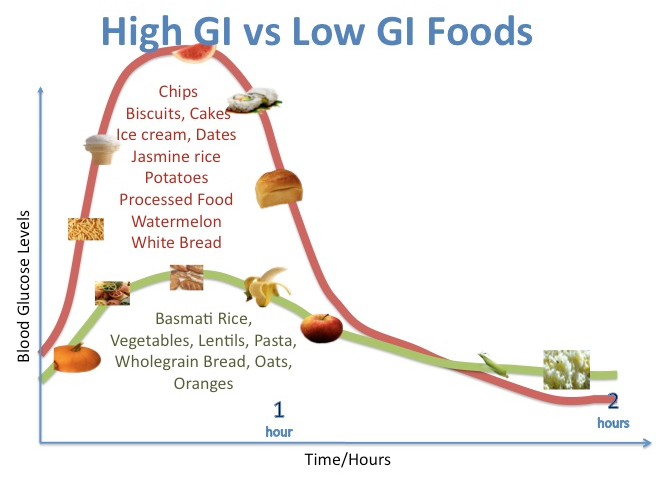 High GI vs Low GI Foods
Chips
Biscuits, Cakes
Ice cream, Dates
Jasmine rice
Potatoes
Processed Food
Watermelon
White Bread
Blood Glucose Levels
Basmati Rice,
Vegetables, Lentils, Pasta,
Wholegrain Bread, Oats,
Oranges
1
hour
2
hours
Time/Hours